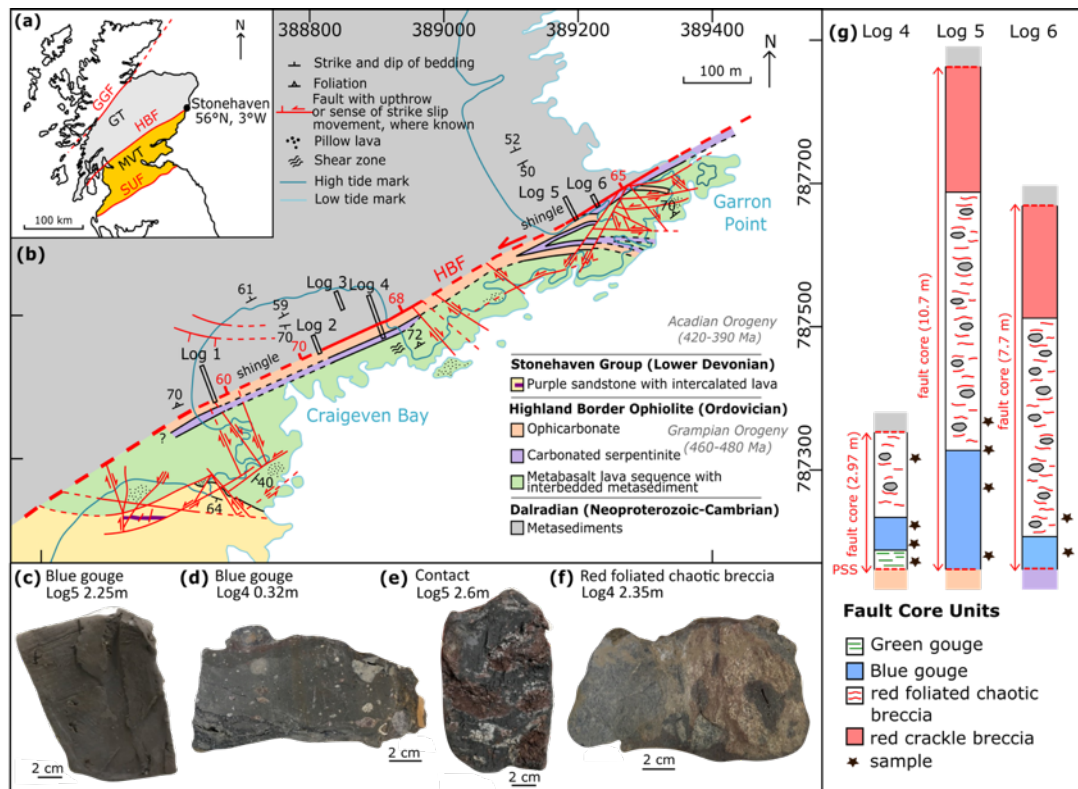 (a)
N
GGF
GT
HBF
MVT
SUF
Stonehaven
56°N, 3°W
100 km
388800
389000
389200
389400
N
100 m
Strike and dip of bedding
Foliation
Fault with upthrow
or sense of strike slip
movement, where known
Pillow lava
Shear zone
High tide mark
Low tide mark
(b)
52
50
Log 5
Log 6
65
shingle
70
Garron
Point
HBF
Log 3
Log 4
61
59
70
Log 2
70
68
72
Log 1
shingle
60
70
?
Craigeven Bay
40
64
787700
787500
787300
Acadian Orogeny
(420-390 Ma)
Stonehaven Group (Lower Devonian)
Purple sandstone with intercalated lava
Highland Border Ophiolite (Ordovician)
Ophicarbonate
Grampian Orogeny
(460-480 Ma)
Carbonated serpentinite
Metabasalt lava sequence with
interbedded metasediment
Dalradian (Neoproterozoic-Cambrian)
Metasediments
(c) Blue gouge
Log5 2.25m
2 cm
(d) Blue gouge
Log4 0.32m
2 cm
(e) Contact
Log5 2.6m
2 cm
(f) Red foliated chaotic breccia
Log4 2.35m
2 cm
(g)
Log 4
Log 5
Log 6
fault core (2.97 m)
fault core (10.7 m)
fault core (7.7 m)
PSS
Fault Core Units
Green gouge
Blue gouge
red foliated chaotic
breccia
red crackle breccia
sample